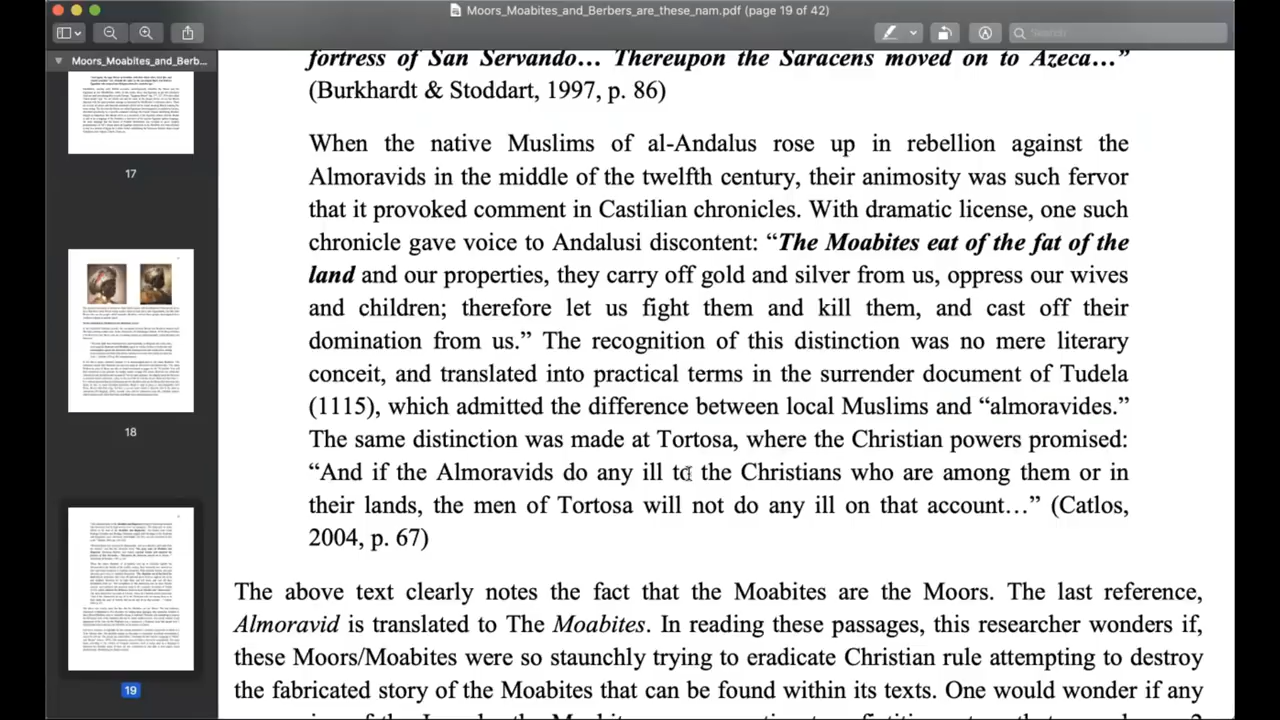 Moors_Moabites_and_Berbers_are_these_nam.pdf (page 19 of 42)
Search
Moors_Moabites_and_Berb...
17
18
19
fortress of San Servando… Thereupon the Saracens moved on to Azeca…”
(Burkhardt & Stoddart, 1997, p. 86)
When the native Muslims of al-Andalus rose up in rebellion against the
Almoravids in the middle of the twelfth century, their animosity was such fervor
that it provoked comment in Castilian chronicles. With dramatic license, one such
chronicle gave voice to Andalusi discontent: “The Moabites eat of the fat of the
land and our properties, they carry off gold and silver from us, oppress our wives
and children; therefore let us fight them and kill them, and cast off their
domination from us.” The recognition of this distinction was no mere literary
conceit, and translated into practical terms in the surrender document of Tudela
(1115), which admitted the difference between local Muslims and “almoravides.”
The same distinction was made at Tortosa, where the Christian powers promised:
“And if the Almoravids do any ill to the Christians who are among them or in
their lands, the men of Tortosa will not do any ill on that account…” (Catlos,
2004, p. 67)
The above text clearly notes the fact that the Moabites are the Moors. The last reference,
Almoravid is translated to The Moabites. In reading these passages, this researcher wonders if,
these Moors/Moabites were so staunchly trying to eradicate Christian rule attempting to destroy
the fabricated story of the Moabites that can be found within its texts. One would wonder if any